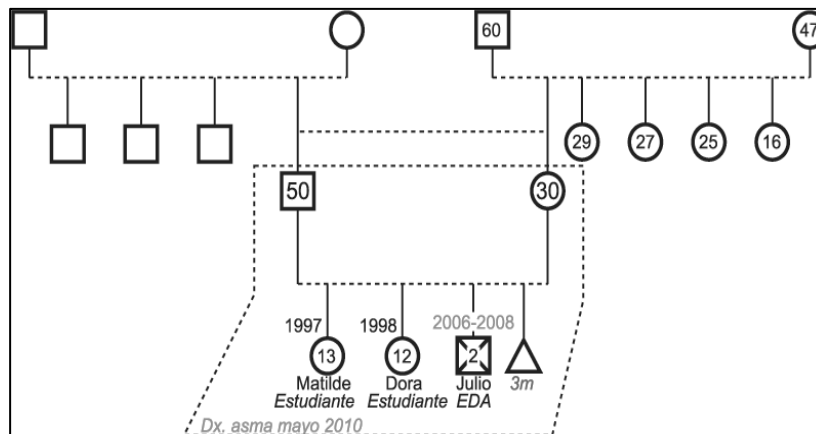 60
47
29
27
25
16
50
30
1997
1998
2006-2008
13
12
2
Matilde
Dora
Julio
3m
Estudiante
Estudiante
EDA
Dx. asma mayo 2010